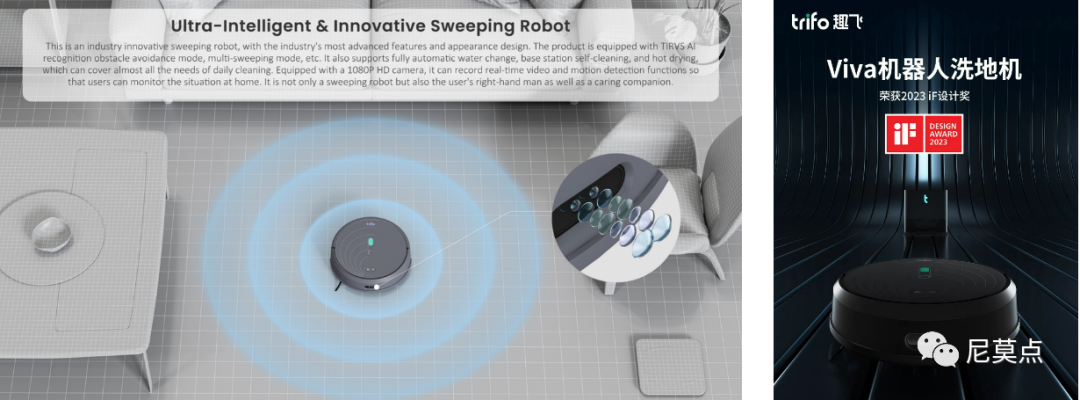 Ultra-Intelligent & Innovative Sweeping Robot
This is an industry innovative sweeping robot, with the industry's most advanced features and appearance design. The product is equipped with TIRVS AI
recognition obstacle avoidance mode, multi-sweeping mode, etc. It also supports fully automatic water change, base station self-cleaning, and hot drying,
which can cover almost all the needs of daily cleaning. Equipped with a 1080P HD camera, it can record real-time video and motion detection functions so
that users can monitor the situation at home. It is not only a sweeping robot but also the user's right-hand man as well as a caring companion.
trifo
trifo 趣飞
Viva机器人洗地机
荣获2023 iF设计奖
iF
DESIGN
AWARD
2023
t
尼莫点